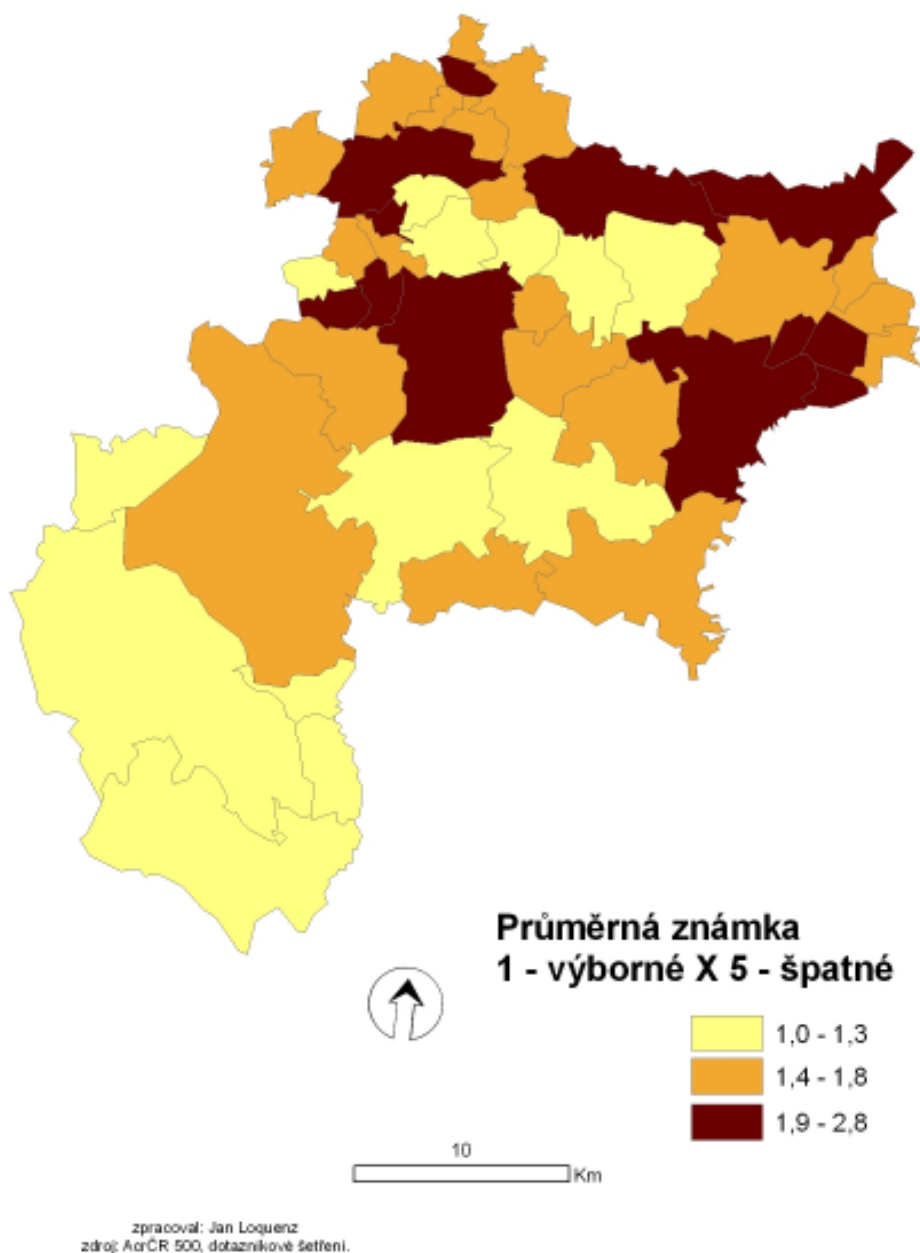 Průměrná známka
1 - výborné X 5 - špatné
1,0 - 1,3
1,4 - 1,8
1,9 - 2,8
10
Km
zpracoval: Jan Loquenz
zdroj: ArcČR 500, dotazníkové šetření.